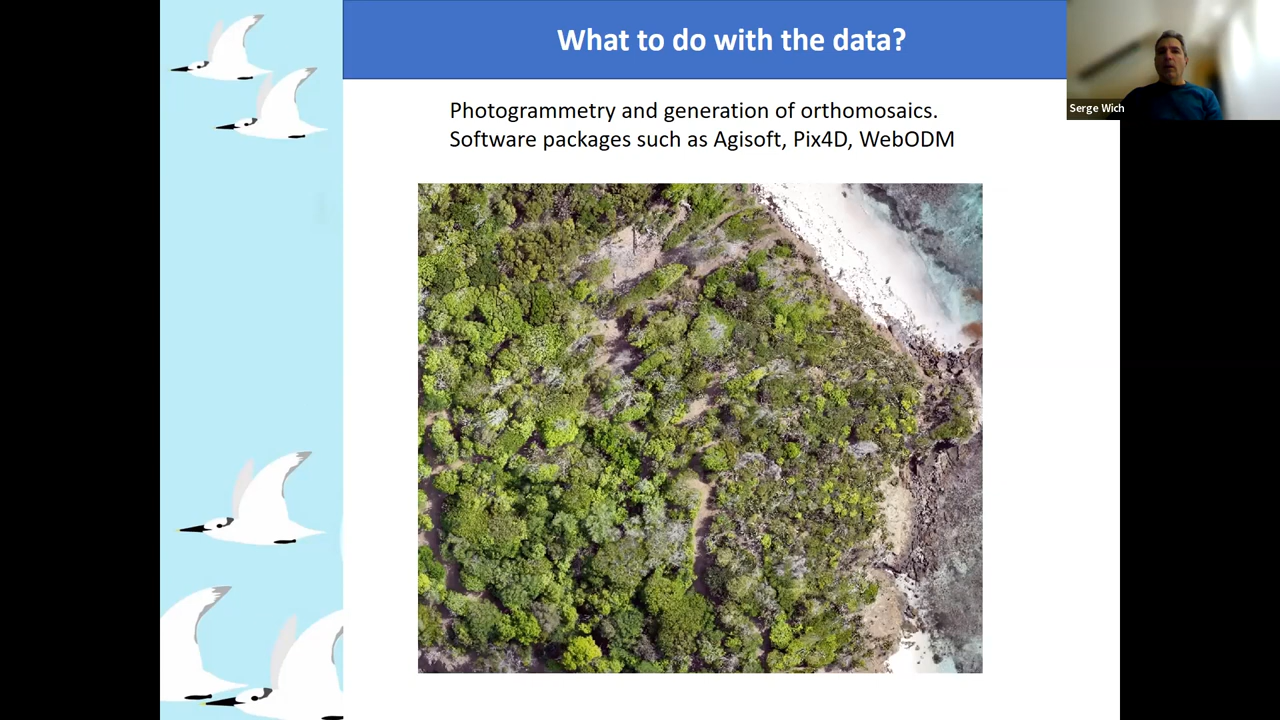 What to do with the data?
Photogrammetry and generation of orthomosaics.
Software packages such as Agisoft, Pix4D, WebODM
Serge Wich